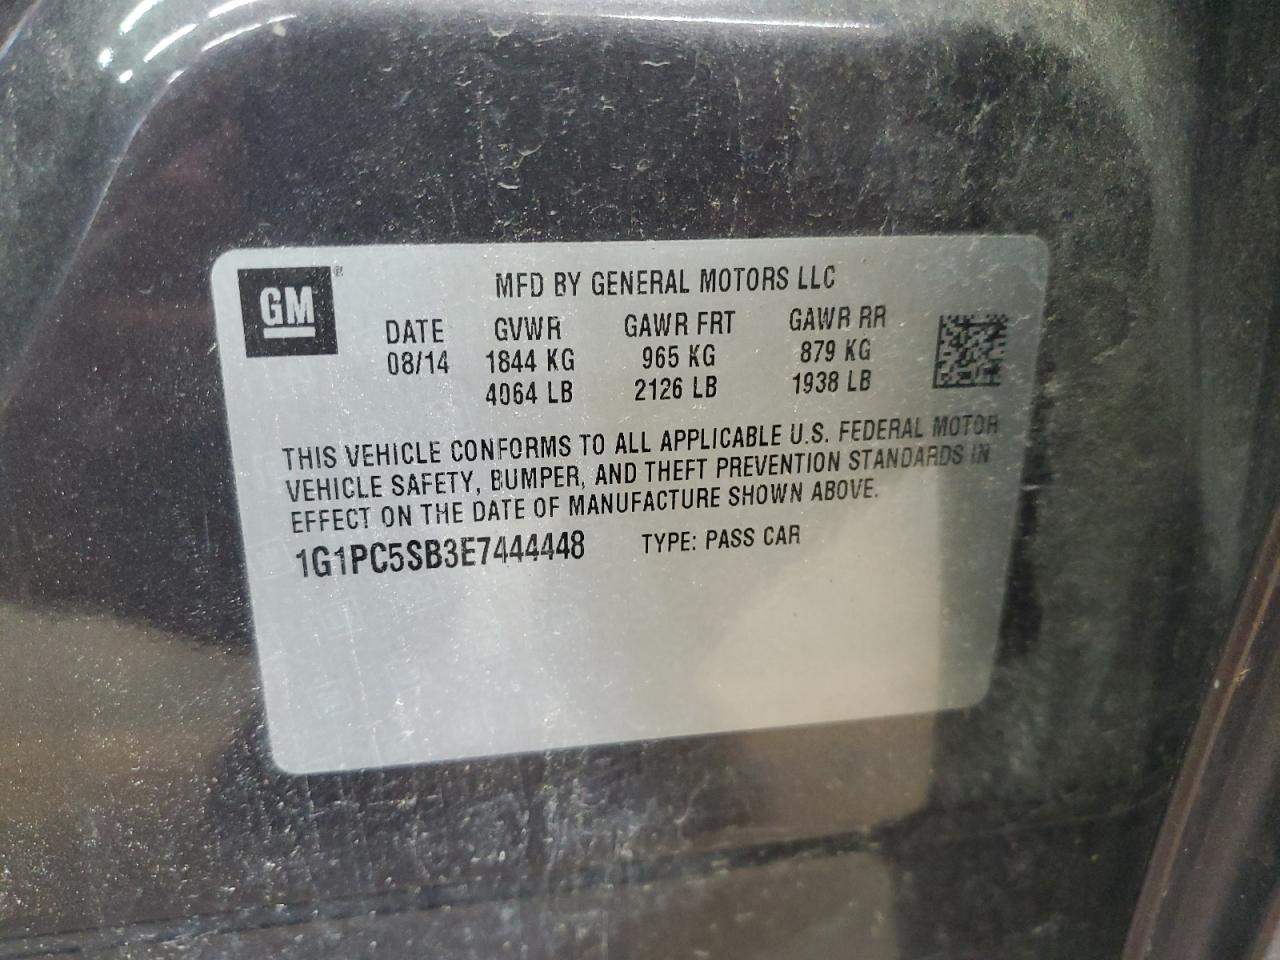 GM ®
MFD BY GENERAL MOTORS LLC
DATE GVWR GAWR FRT GAWR RR
08/14 1844 KG 965 KG 879 KG
4064 LB 2126 LB 1938 LB
THIS VEHICLE CONFORMS TO ALL APPLICABLE U.S. FEDERAL MOTOR
VEHICLE SAFETY, BUMPER, AND THEFT PREVENTION STANDARDS IN
EFFECT ON THE DATE OF MANUFACTURE SHOWN ABOVE.
1G1PC5SB3E7444448 TYPE: PASS CAR